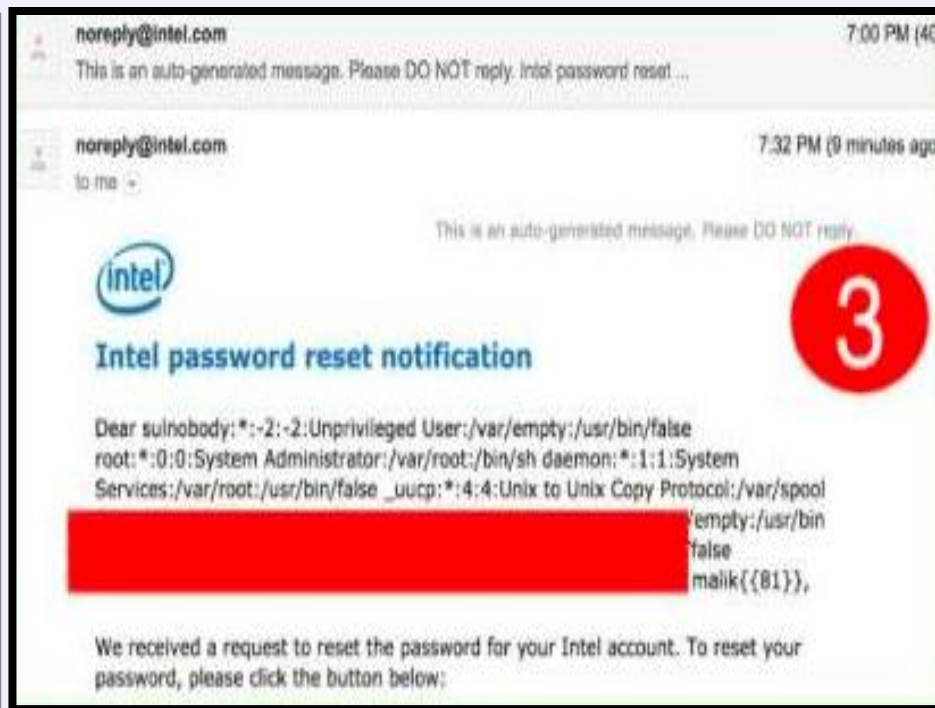 noreply@intel.com 7:00 PM (40
This is an auto-generated message. Please DO NOT reply. Intel password reset ...
noreply@intel.com 7:32 PM (9 minutes ago
to me
This is an auto-generated message. Please DO NOT reply.
intel
3
Intel password reset notification
Dear suinobody:*:-2:-2:Unprivileged User:/var/empty:/usr/bin/false
root:*:0:0:System Administrator:/var/root:/bin/sh daemon:*:1:1:System
Services:/var/root:/usr/bin/false _uucp:*:4:4:Unix to Unix Copy Protocol:/var/spool
/empty:/usr/bin
/false
malik{{81}},
We received a request to reset the password for your Intel account. To reset your
password, please click the button below: